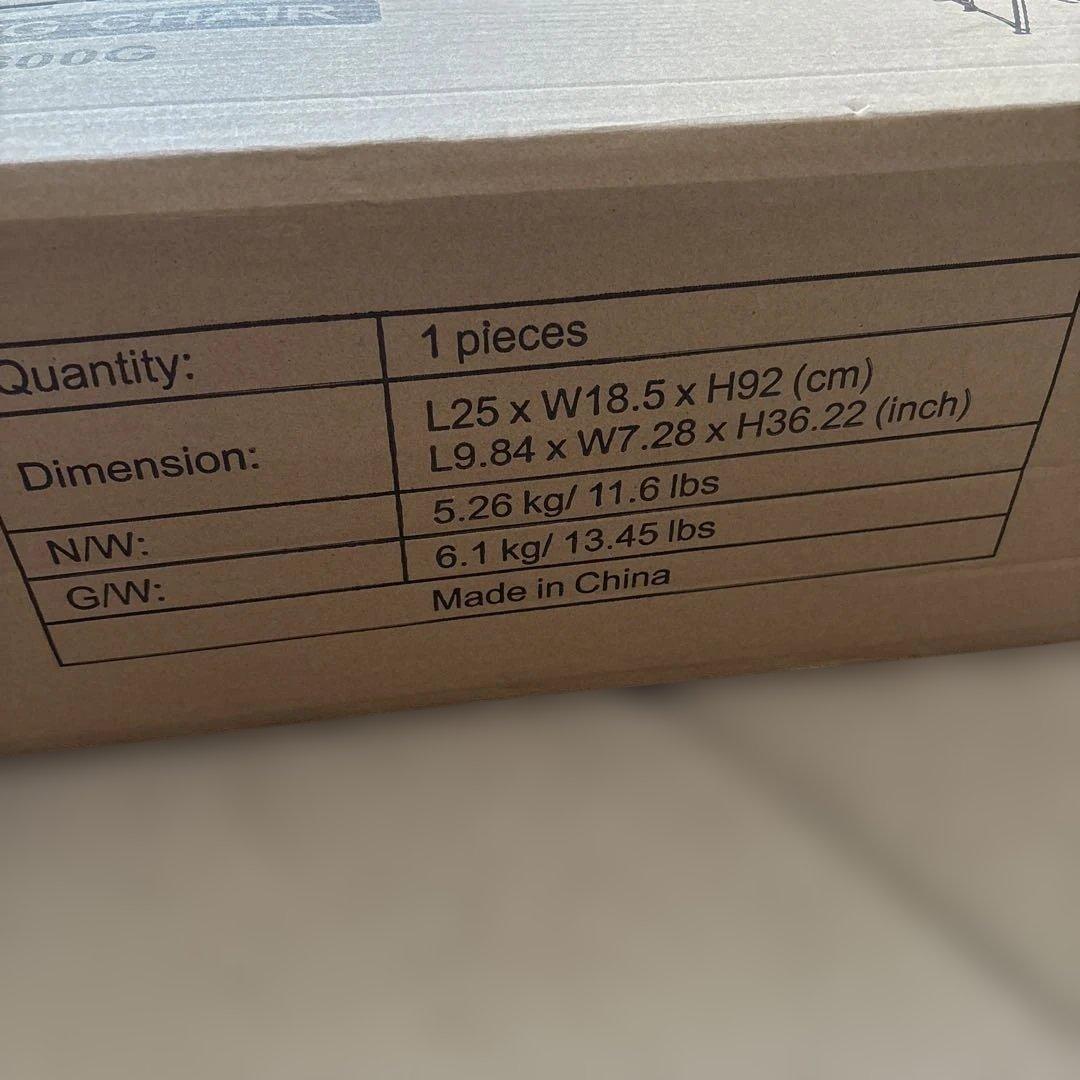 CHAIR
Quantity: 1 pieces
Dimension: L25 x W18.5 x H92 (cm)
L9.84 x W7.28 x H36.22 (inch)
N/W: 5.26 kg/ 11.6 lbs
G/W: 6.1 kg/ 13.45 lbs
Made in China